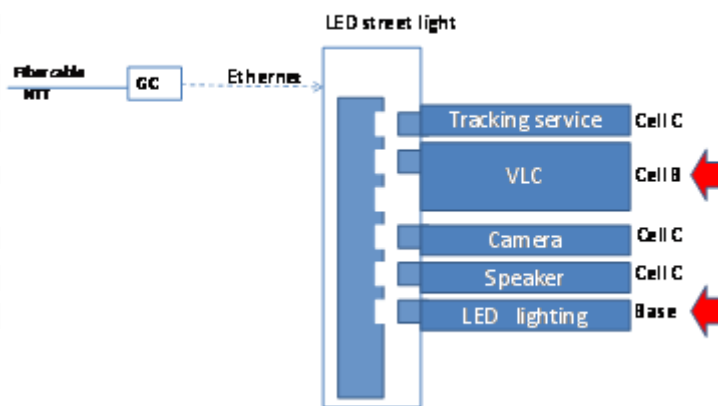 LED street light
Fiber cable
NTT
GC
Ethernet
Tracking service
Cell C
VLC
Cell B
Camera
Cell C
Speaker
Cell C
LED lighting
Base